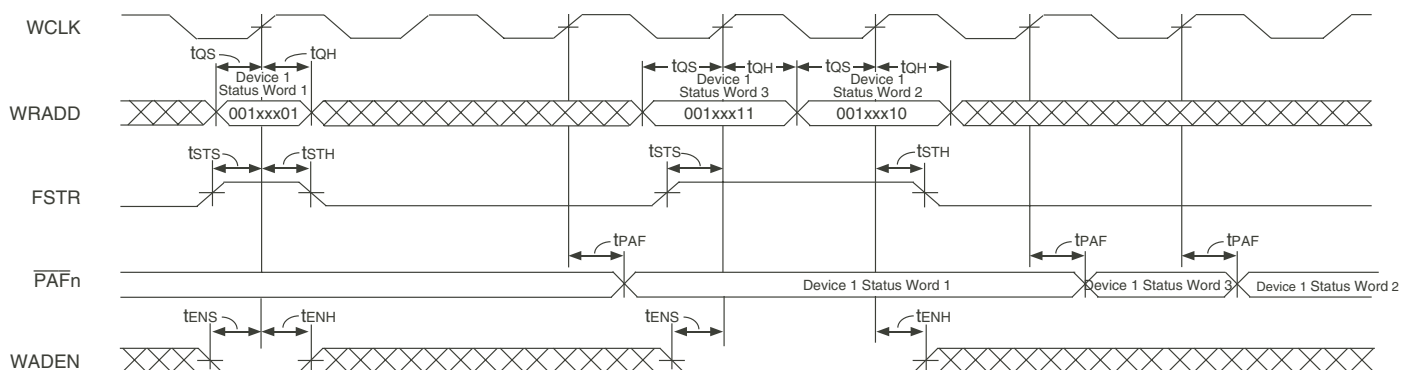 WCLK
tQS tQH
Device 1
Status Word 1
tQS tQH
Device 1
Status Word 3
tQS tQH
Device 1
Status Word 2
WRADD
001xxx01
001xxx11
001xxx10
tSTS tSTH
tSTS
tSTH
FSTR
tPAF
tPAF
tPAF
PAFn
Device 1 Status Word 1
Device 1 Status Word 3
Device 1 Status Word 2
tENS tENH
tENS
tENH
WADEN